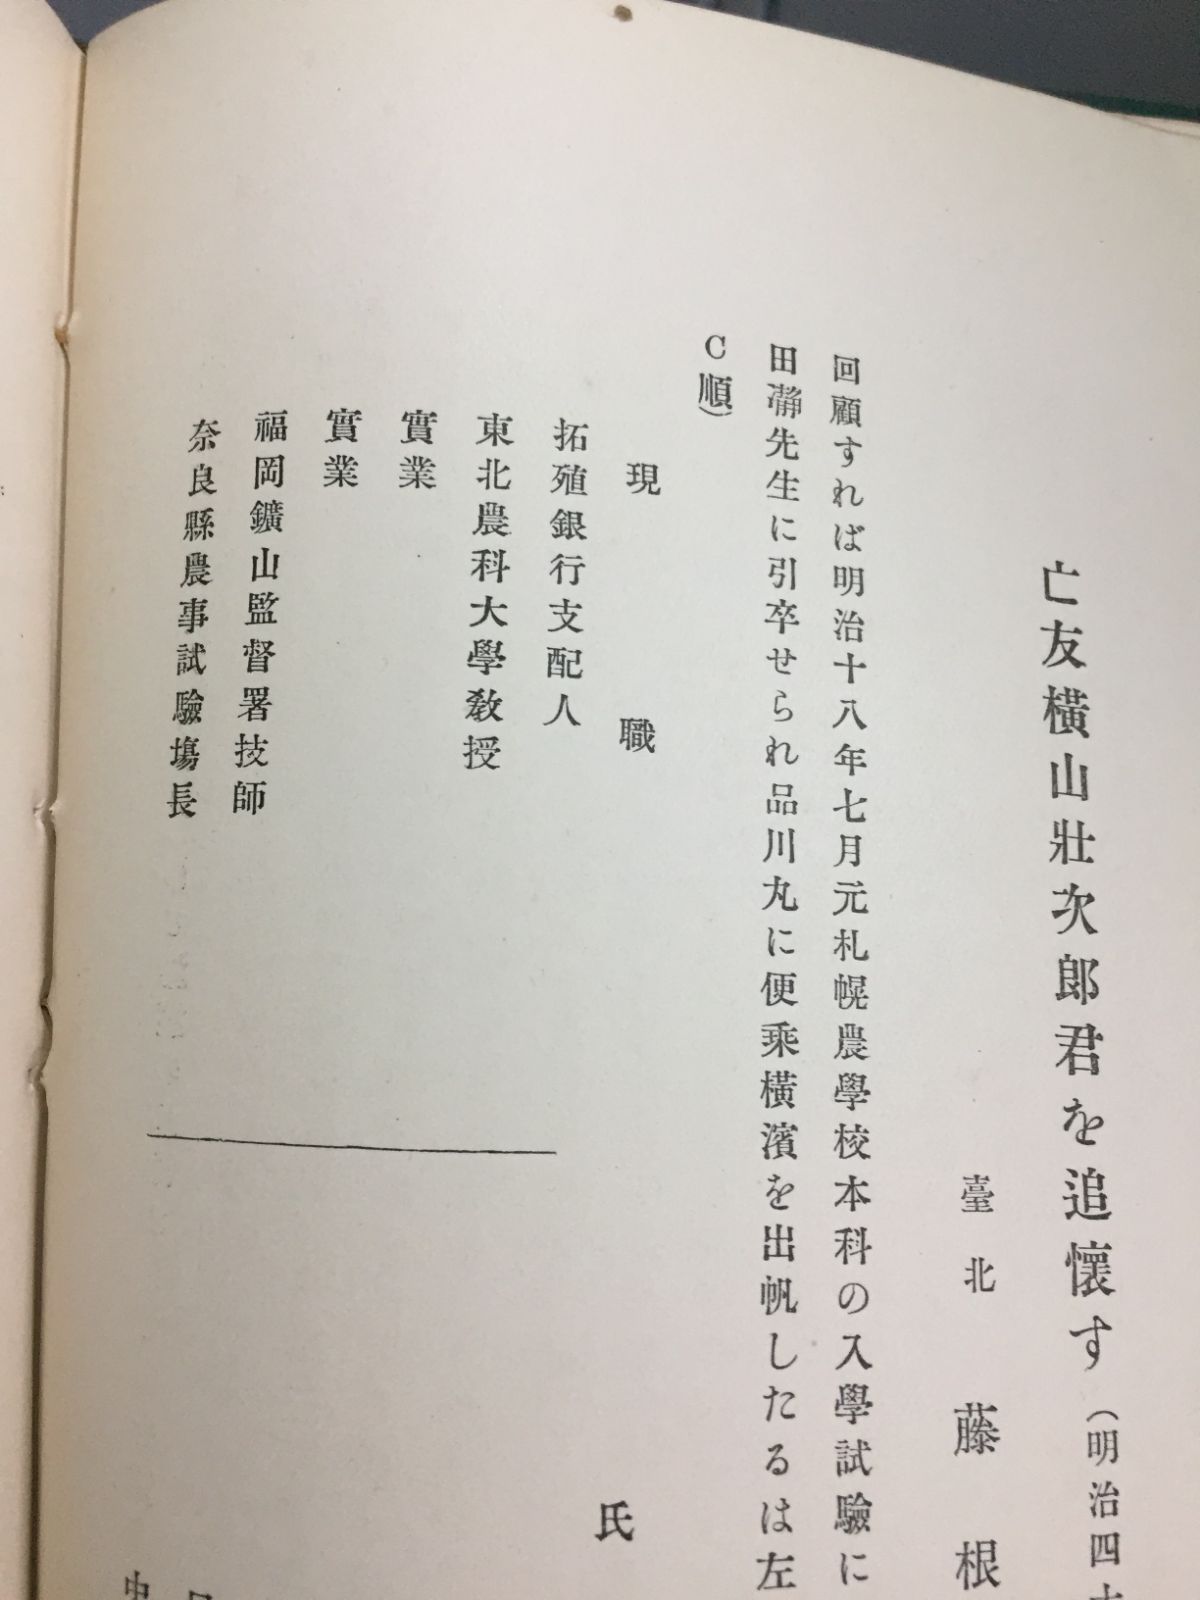 亡友橫山壯次郎君を追懷す（明治四十
臺北 藤根
回顧すれば明治十八年七月元札幌農學校本科の入學試驗に
田瀞先生に引卒せられ品川丸に便乘橫濱を出帆したるは左
C順）
現職 氏
拓殖銀行支配人
東北農科大學教授
實業
實業
福岡鑛山監督署技師
奈良縣農事試驗場長